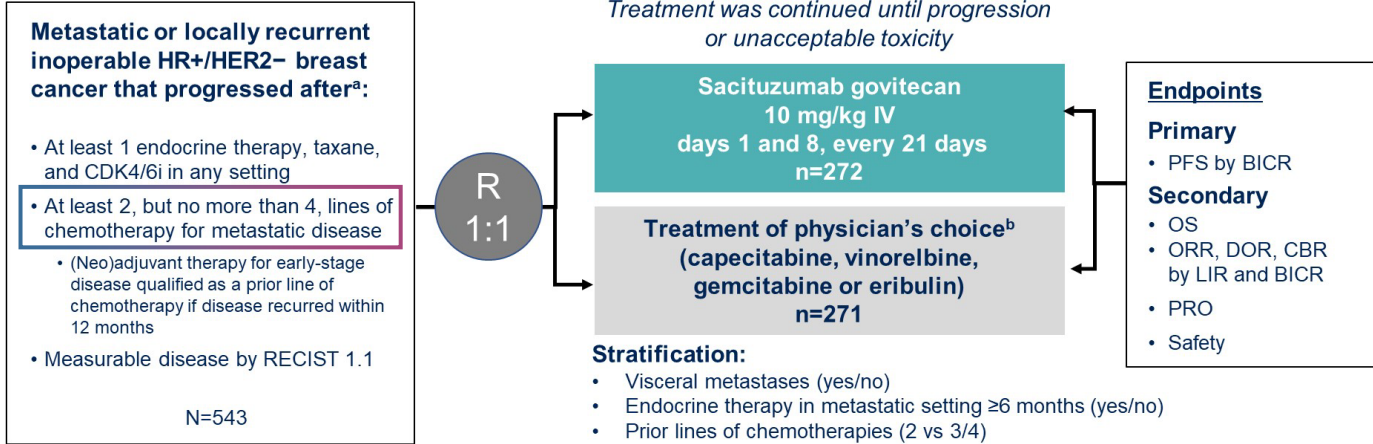 Metastatic or locally recurrent
inoperable HR+/HER2− breast
cancer that progressed afterᵃ:
• At least 1 endocrine therapy, taxane,
and CDK4/6i in any setting
• At least 2, but no more than 4, lines of
chemotherapy for metastatic disease
• (Neo)adjuvant therapy for early-stage
disease qualified as a prior line of
chemotherapy if disease recurred within
12 months
• Measurable disease by RECIST 1.1
N=543
R
1:1
Treatment was continued until progression
or unacceptable toxicity
Sacituzumab govitecan
10 mg/kg IV
days 1 and 8, every 21 days
n=272
Treatment of physician’s choiceᵇ
(capecitabine, vinorelbine,
gemcitabine or eribulin)
n=271
Stratification:
• Visceral metastases (yes/no)
• Endocrine therapy in metastatic setting ≥6 months (yes/no)
• Prior lines of chemotherapies (2 vs 3/4)
Endpoints
Primary
• PFS by BICR
Secondary
• OS
• ORR, DOR, CBR
by LIR and BICR
• PRO
• Safety